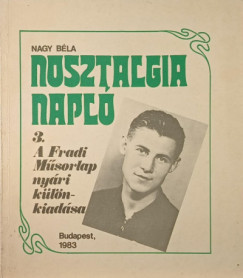 NAGY BÉLA
NOSZTALGIA
NAPLÓ
3.
A Fradi
Műsorlap
nyári
külön-
kiadása
Budapest,
1983